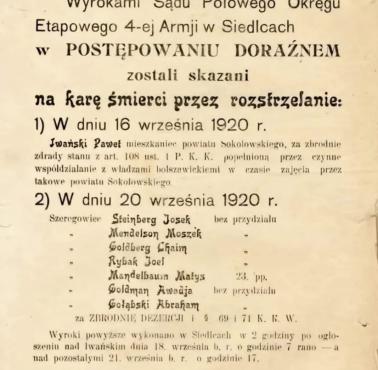 Wyrokami Sądu Polowego Okręgu
Etapowego 4-ej Armji w Siedlcach
w POSTĘPOWANIU DORAŹNEM
zostali skazani
na karę śmierci przez rozstrzelanie:
1) W dniu 16 września 1920 r.
Iwański Paweł mieszkaniec powiatu Sokolowskiego, za zbrodnie
zdrady stanu z art. 108 ust. 1 P. K. K. popełnioną przez czynne
współdziałanie z władzami bolszewickiemi w czasie zajęcia przez
takowe powiatu Sokolowskiego.
2) W dniu 20 września 1920 r.
Szeregowiec Steinberg Josek bez przydziału
„ Mendelson Moszek „
„ Goldberg Chaim „
„ Rybak Joel „
„ Mandelbaum Matys 23. pp.
„ Goldman Awadja bez przydziału
„ Gołąbski Abraham
za ZBRODNIĘ DEZERCJI i § 69 i 71 K. K. W.
Wyroki powyższe wykonano w Siedlcach w 2 godziny po ogło-
szeniu nad Iwańskim dnia 18. września b. r. o godzinie 7 rano — a
nad pozostałymi 21. września b. r. o godzinie 17.